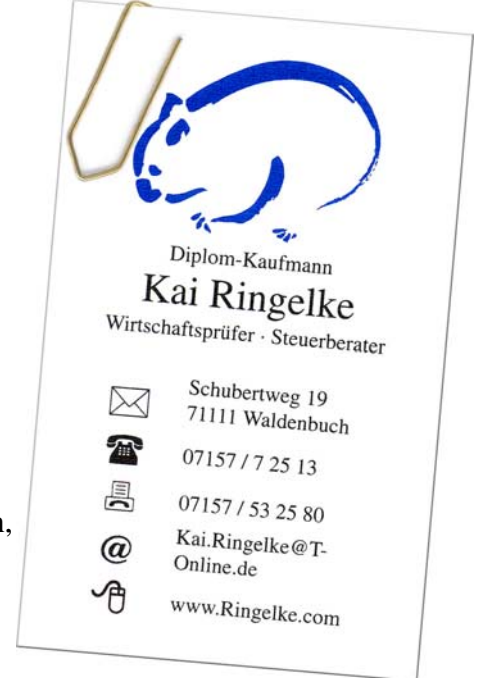 Diplom-Kaufmann
Kai Ringelke
Wirtschaftsprüfer · Steuerberater
Schubertweg 19
71111 Waldenbuch
07157 / 7 25 13
07157 / 53 25 80
n,
@ Kai.Ringelke@T-
Online.de
www.Ringelke.com